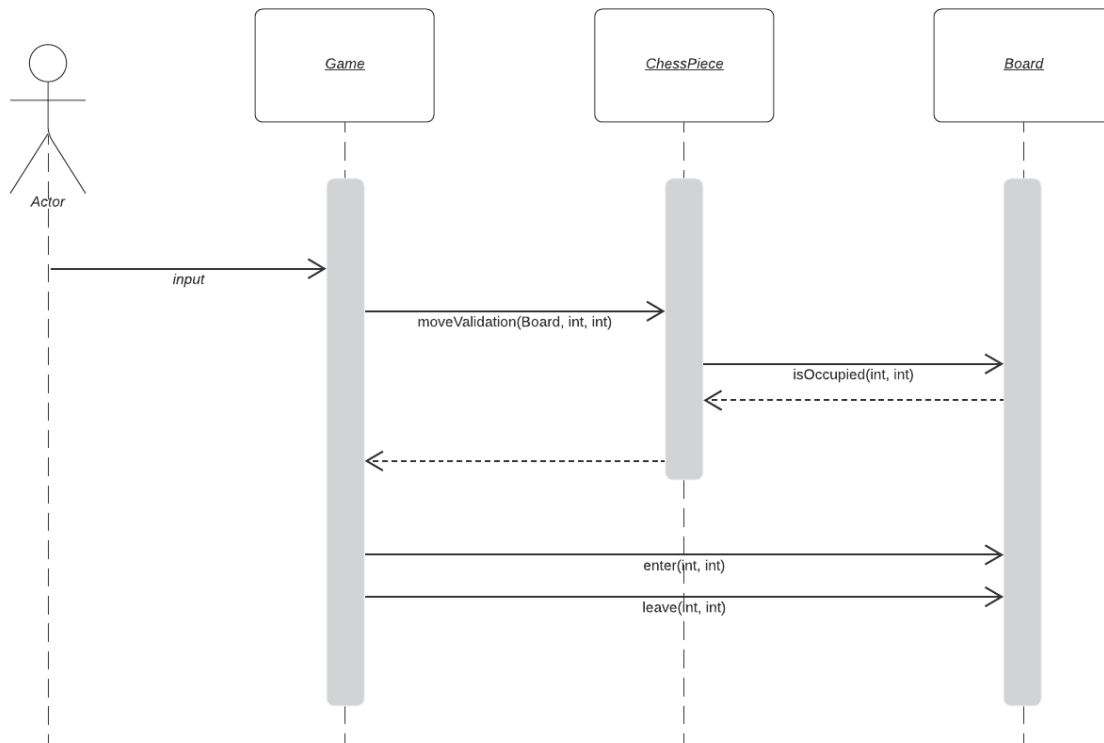 Game
ChessPiece
Board
Actor
input
moveValidation(Board, int, int)
isOccupied(int, int)
enter(int, int)
leave(int, int)